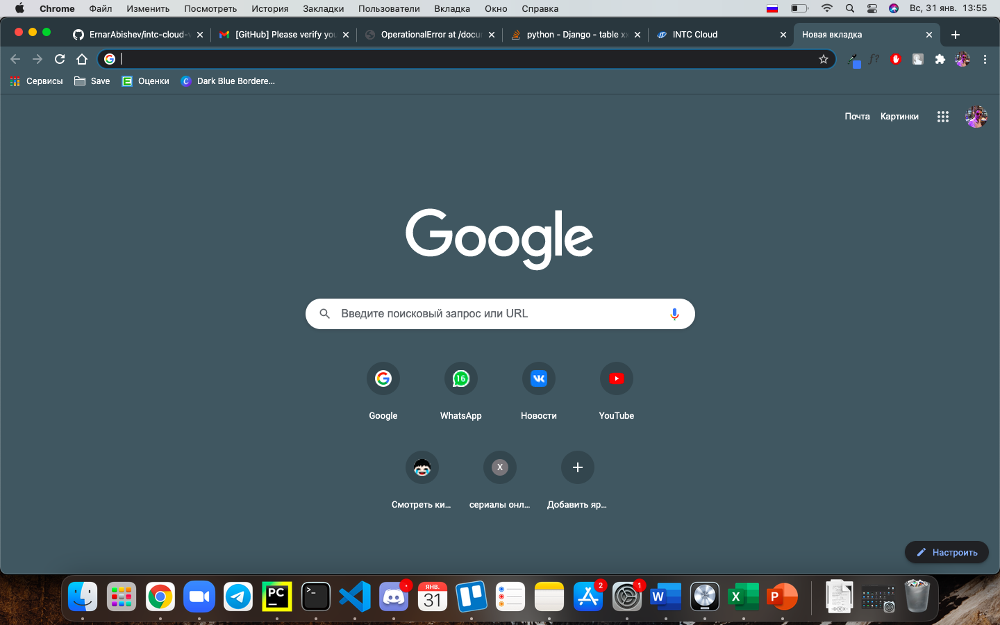 Chrome Файл Изменить Посмотреть История Закладки Пользователи Вкладка Окно Справка Вс, 31 янв. 13:55
ErnarAbishev/intc-cloud-v [GitHub] Please verify you OperationalError at /docu python - Django - table xx INTC Cloud Новая вкладка
f?
Сервисы Save Оценки Dark Blue Bordere...
Почта Картинки
Google
Введите поисковый запрос или URL
16
Google WhatsApp Новости YouTube
X
Смотреть ки... сериалы онл... Добавить яр...
Настроить
PC >_ ЯНВ. 31 2 1 W X P DOCX